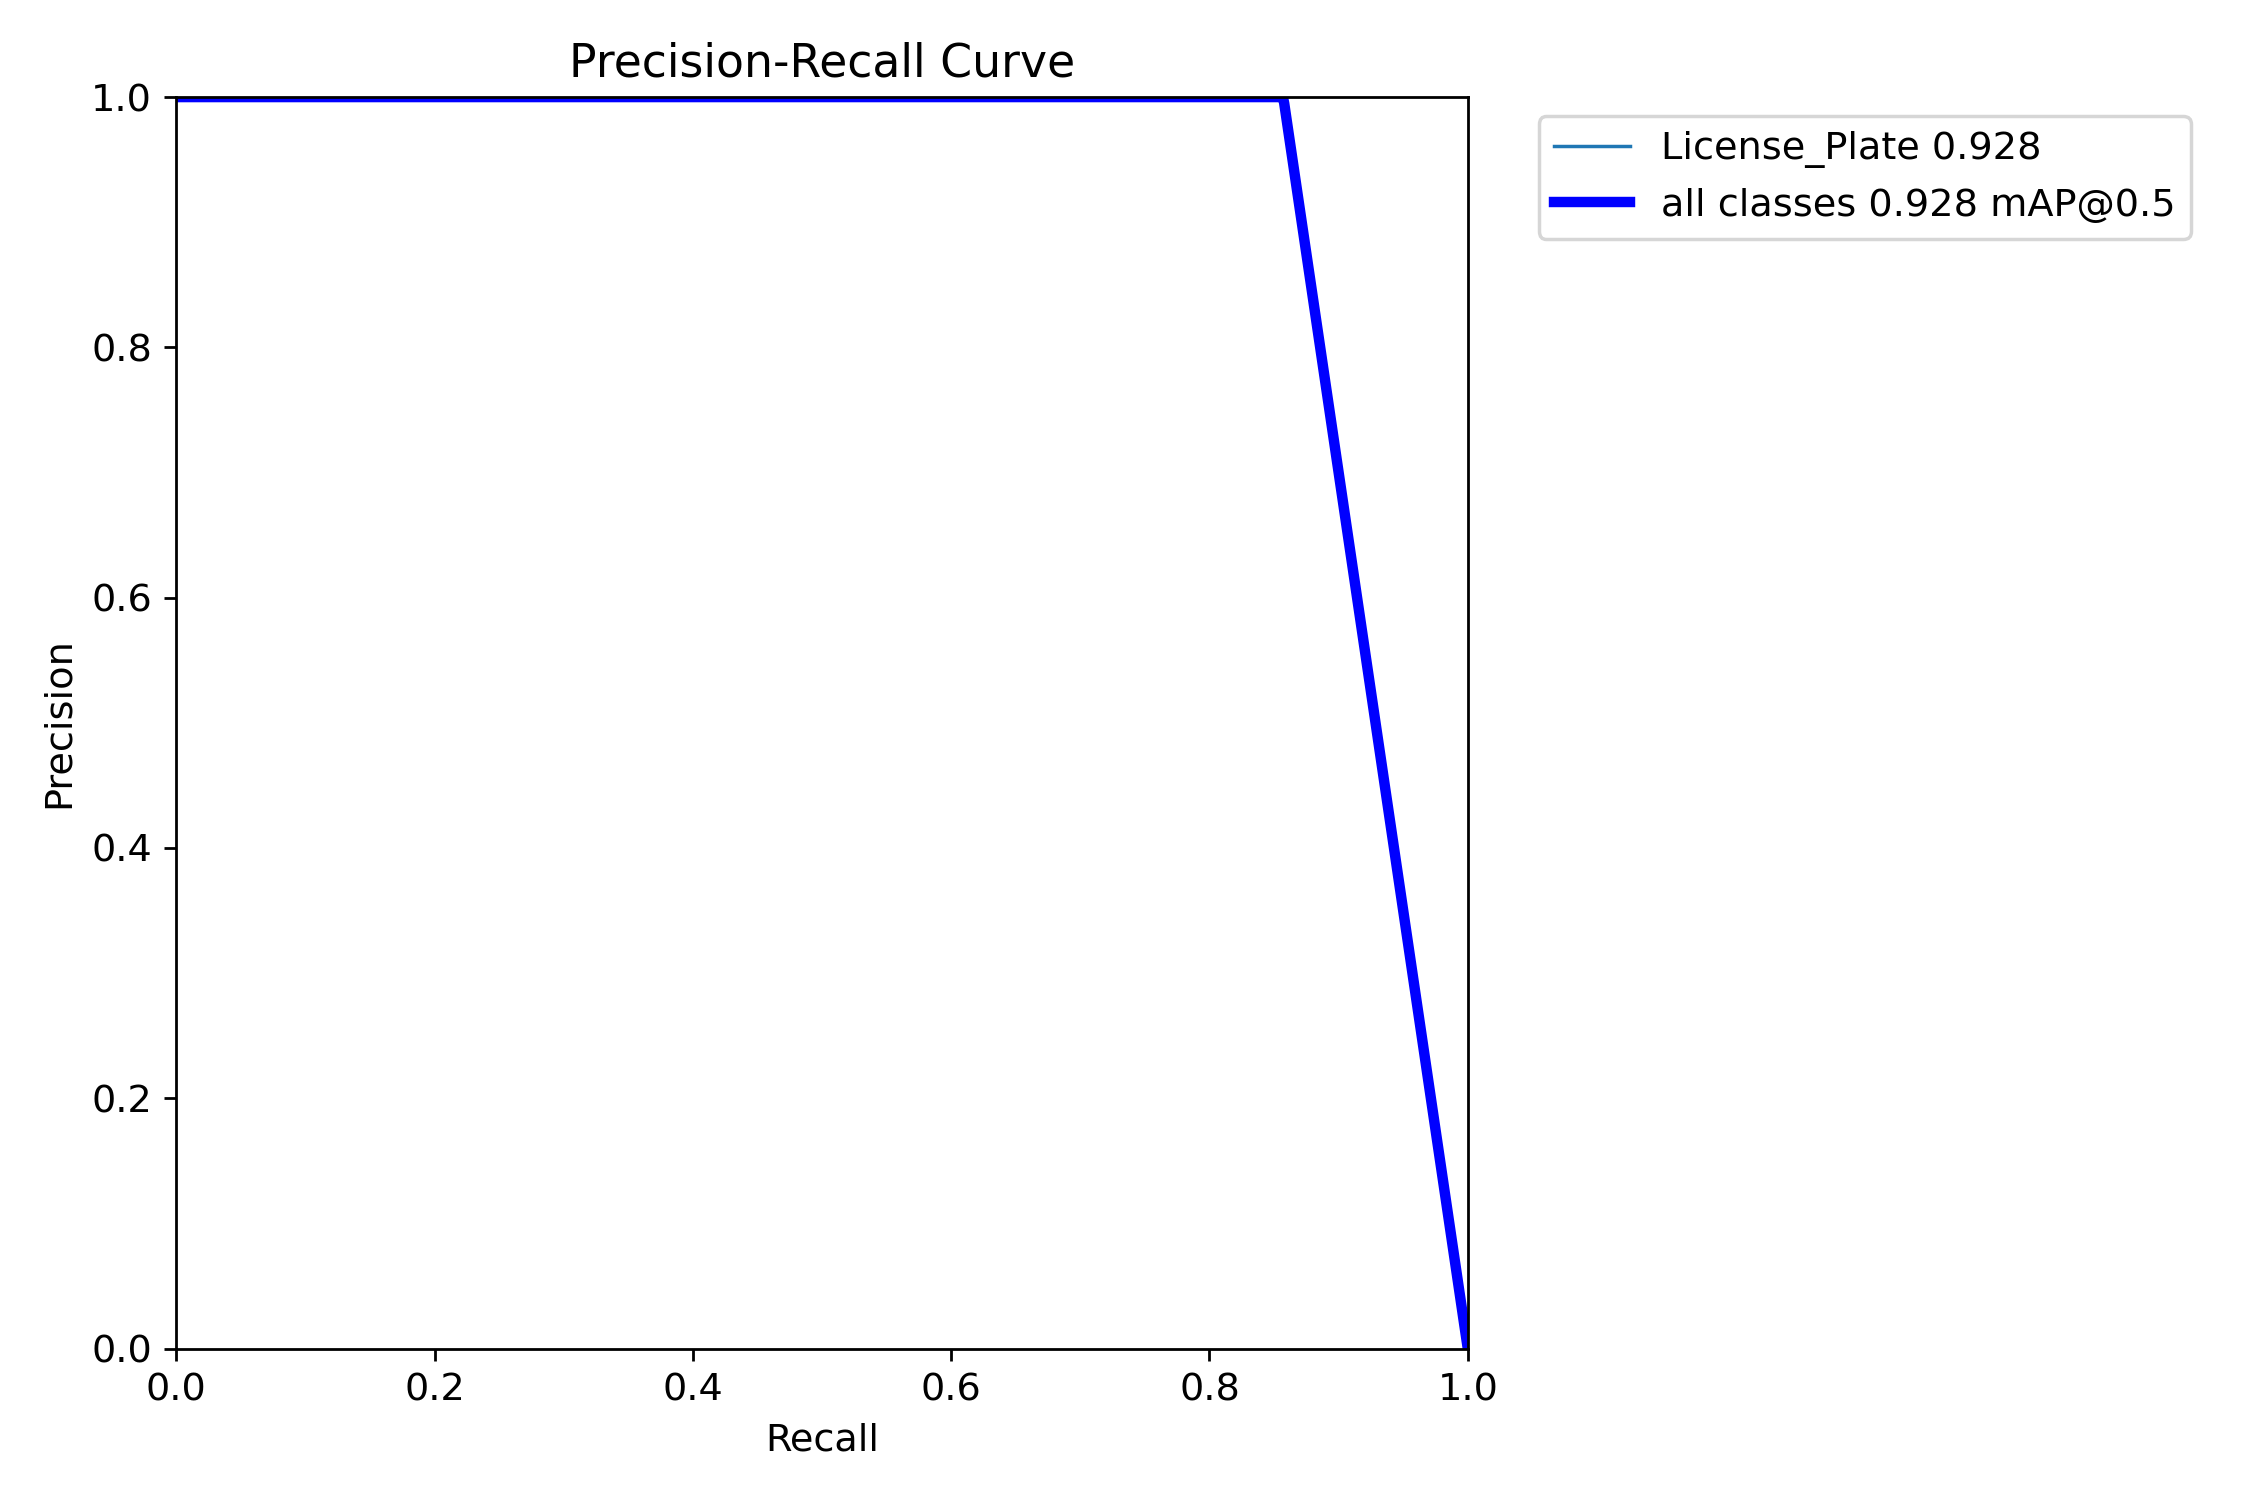 Precision-Recall Curve
1.0
0.8
0.6
0.4
0.2
0.0
Precision
0.0 0.2 0.4 0.6 0.8 1.0
Recall
License_Plate 0.928
all classes 0.928 mAP@0.5